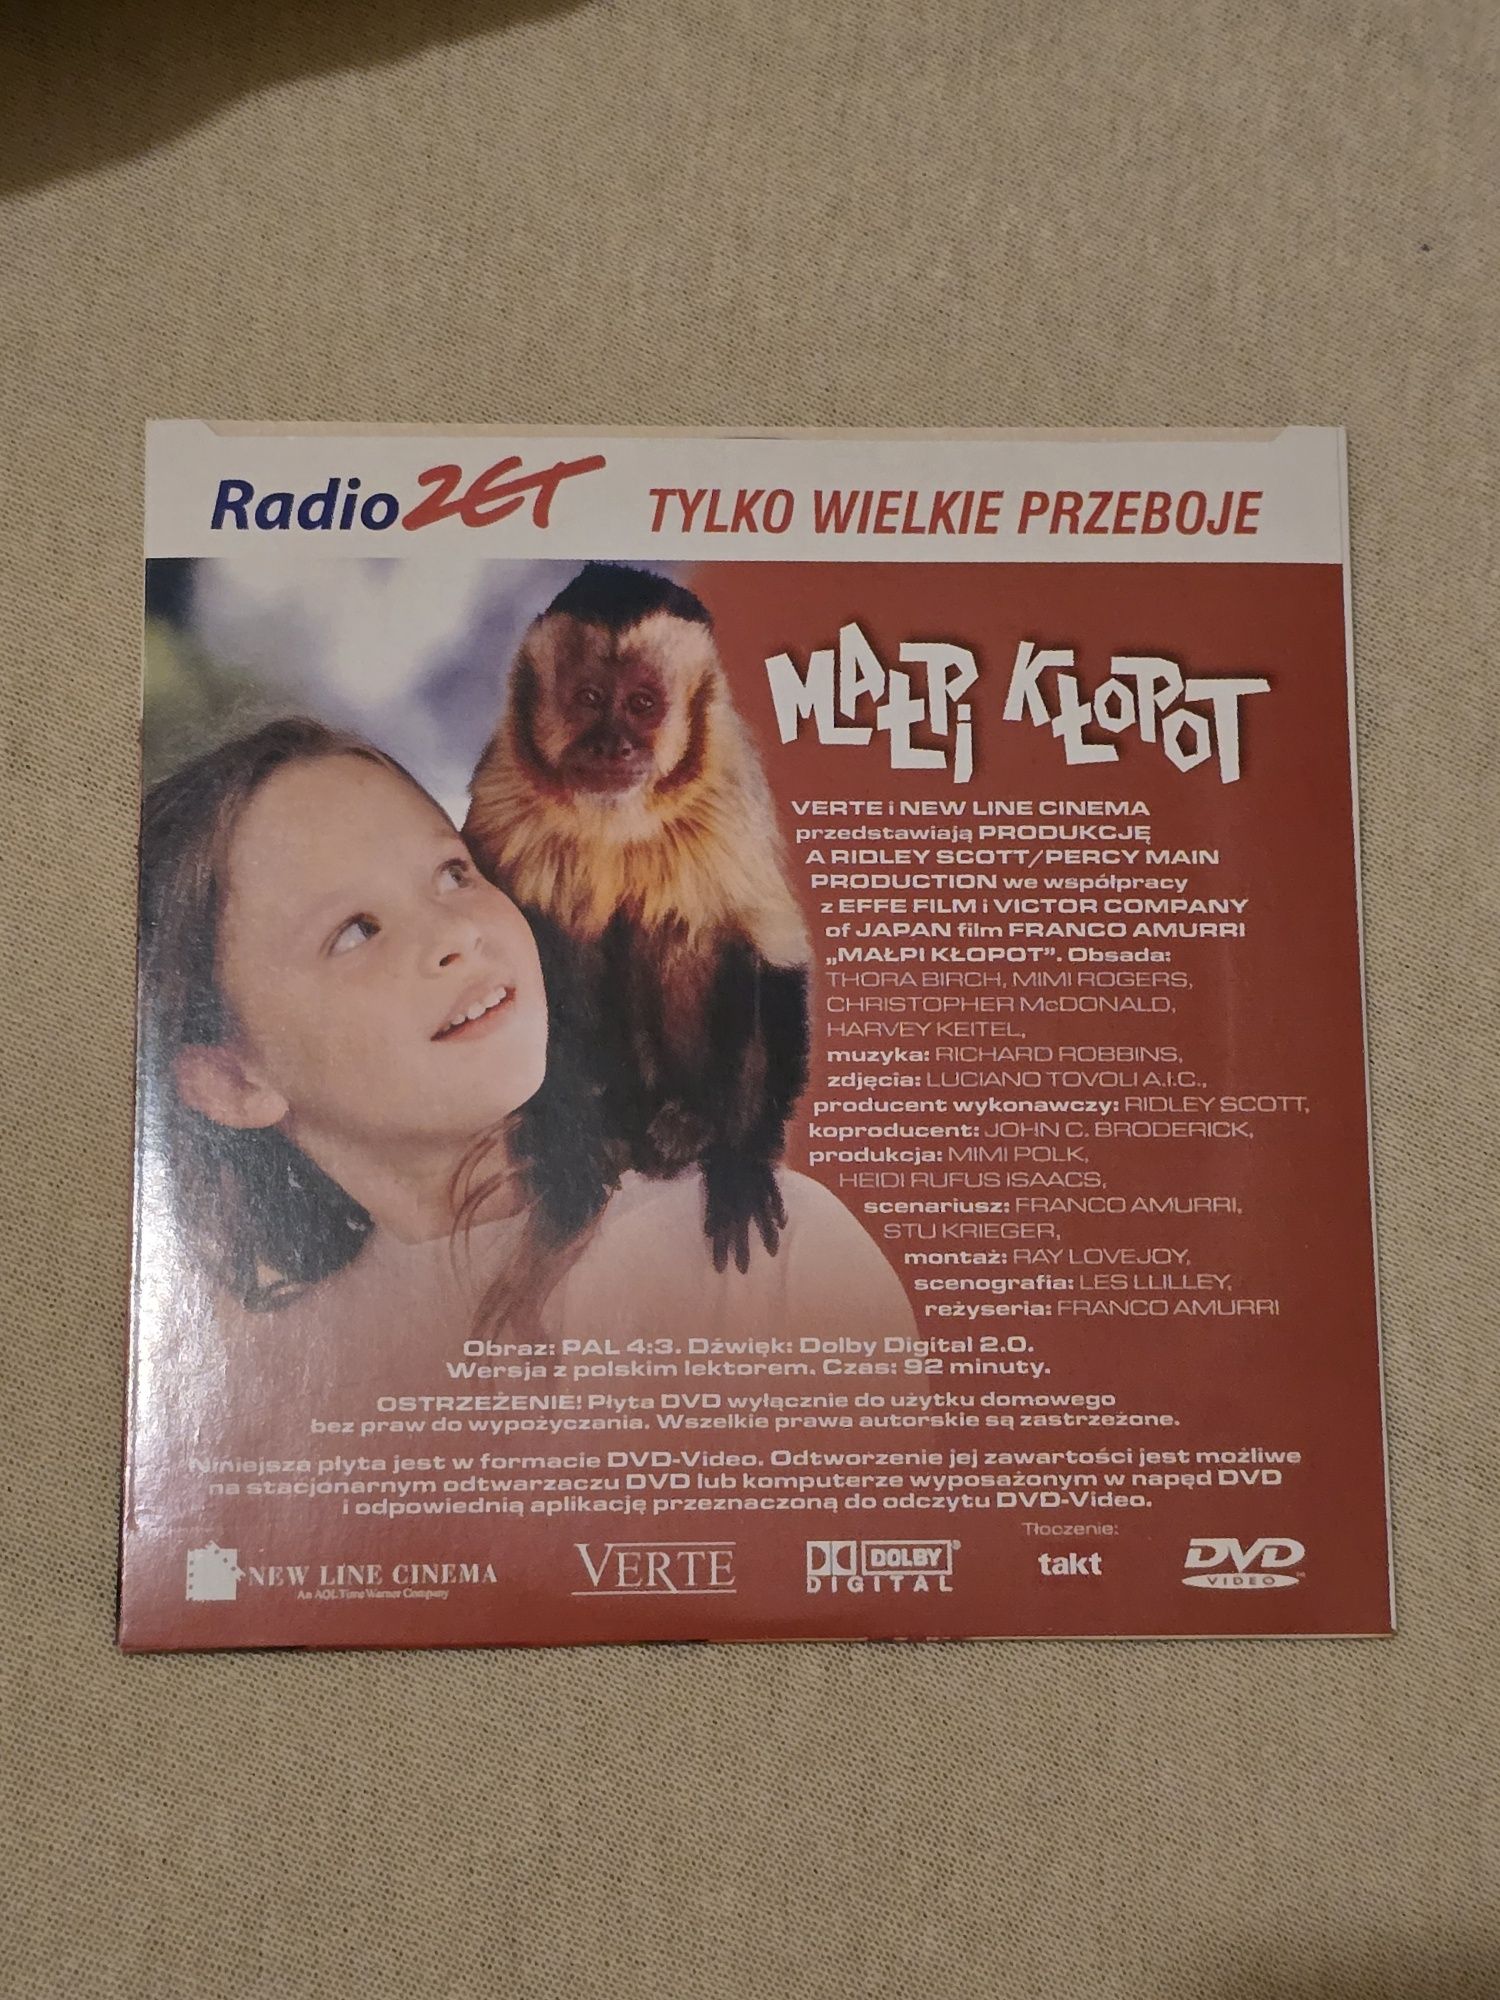 Radio ZET TYLKO WIELKIE PRZEBOJE
MAŁPi KŁOPOT
VERTE i NEW LINE CINEMA
przedstawiają PRODUKCJĘ
A RIDLEY SCOTT/PERCY MAIN
PRODUCTION we współpracy
z EFFE FILM i VICTOR COMPANY
of JAPAN film FRANCO AMURRI
„MAŁPI KŁOPOT”. Obsada:
THORA BIRCH, MIMI ROGERS,
CHRISTOPHER McDONALD,
HARVEY KEITEL,
muzyka: RICHARD ROBBINS,
zdjęcia: LUCIANO TOVOLI A.I.C.,
producent wykonawczy: RIDLEY SCOTT,
koproducent: JOHN C. BRODERICK,
produkcja: MIMI POLK,
HEIDI RUFUS ISAACS,
scenariusz: FRANCO AMURRI,
STU KRIEGER,
montaż: RAY LOVEJOY,
scenografia: LES LLILLEY,
reżyseria: FRANCO AMURRI
Obraz: PAL 4:3. Dźwięk: Dolby Digital 2.0.
Wersja z polskim lektorem. Czas: 92 minuty.
OSTRZEŻENIE! Płyta DVD wyłącznie do użytku domowego
bez praw do wypożyczania. Wszelkie prawa autorskie są zastrzeżone.
Niniejsza płyta jest w formacie DVD-Video. Odtworzenie jej zawartości jest możliwe
na stacjonarnym odtwarzaczu DVD lub komputerze wyposażonym w napęd DVD
i odpowiednią aplikację przeznaczoną do odczytu DVD-Video.
NEW LINE CINEMA
An AOL Time Warner Company
VERTE
DOLBY®
DIGITAL
Tłoczenie:
takt
DVD
VIDEO